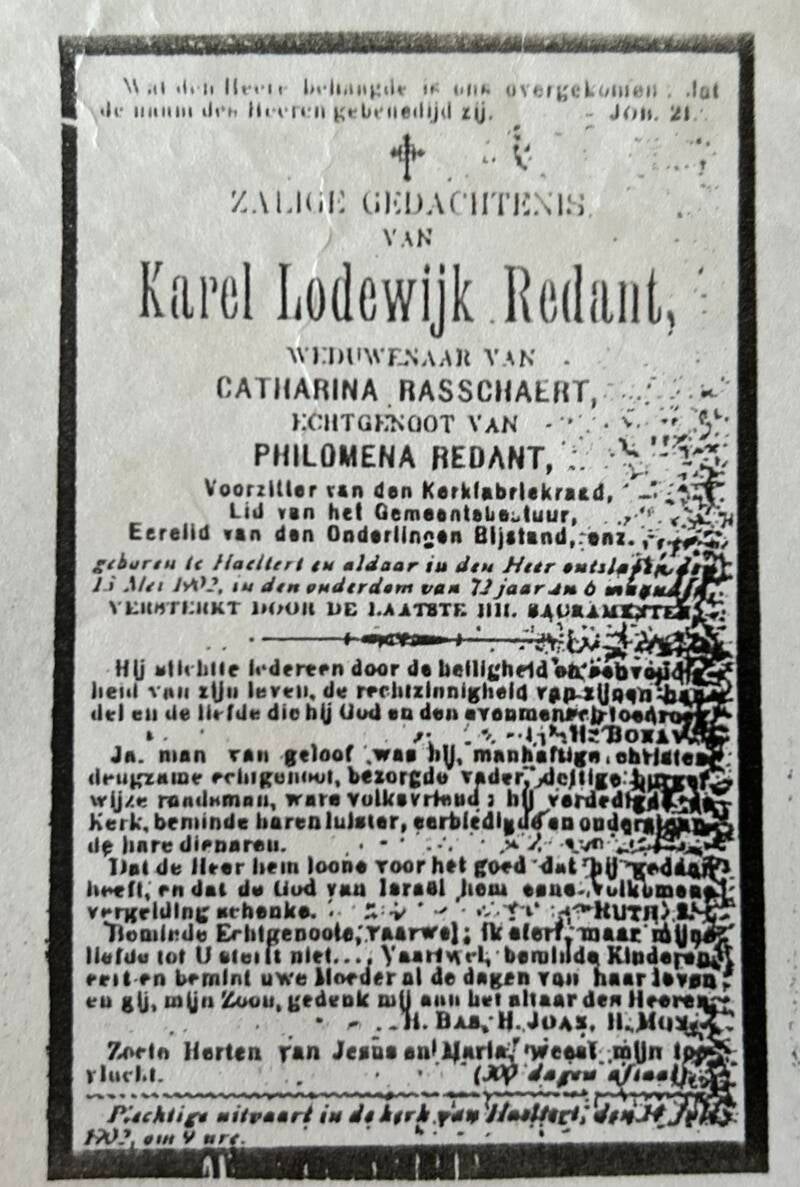 Wat den Heere behaagde is ons overgekomen: dat
de naam des Heeren gebenedijd zij. JOB. 21.
ZALIGE GEDACHTENIS
VAN
Karel Lodewijk Redant,
WEDUWENAAR VAN
CATHARINA RASSCHAERT,
ECHTGENOOT VAN
PHILOMENA REDANT,
Voorzitter van den Kerkfabriekraad,
Lid van het Gemeentebestuur,
Eerelid van den Onderlingen Bijstand, enz.
geboren te Haeltert en aldaar in den Heer ontslapen den
Mei 1902, in den ouderdom van 72 jaar en 6
VERSTERKT DOOR DE LAATSTE HH. SACRAMENTEN.
Hij stichtte iedereen door de heiligheid en eenvoudig-
heid van zijn leven, de rechtzinnigheid van zijnen han-
del en de liefde die hij God en den evenmensch toedroeg
H. BONAV.
Ja, man van geloof was hij, manhaftige christen
deugzame echtgenoot, bezorgde vader, deftige burger
wijze raadsman, ware volksvriend; hij verdedigde de
Kerk, beminde haren luister, eerbiedigde en
de hare dienaren.
Dat de Heer hem loone voor het goed dat hij gedaan
heeft, en dat de God van Israël hem eene volkomene
vergelding schenke. RUTH
Beminde Echtgenoote, vaarwel; ik sterf, maar mijne
liefde tot U sterft niet..., Vaartwel, beminde Kinderen,
eert en bemint uwe Moeder al de dagen van haar leven
en gij, mijn Zoon, gedenk mij aan het altaar des Heeren.
H. BAS, H. JOAN, H. MON.
Zoete Herten van Jesus en Maria, weest mijn toe-
vlucht. (300 dagen aflaat).
Plechtige uitvaart in de kerk van Haeltert, den
1902, om 9 ure.